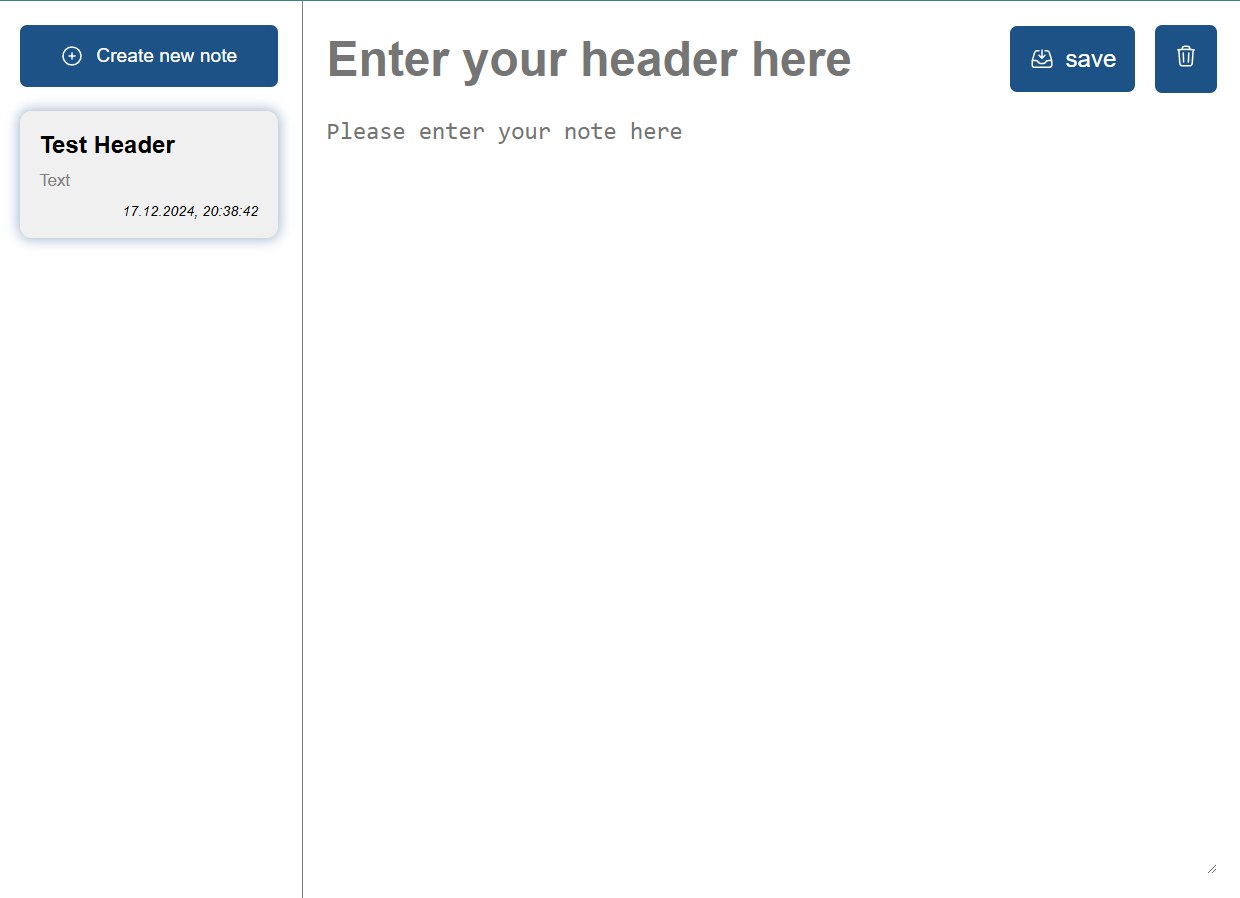 Create new note
Test Header
Text
17.12.2024, 20:38:42
Enter your header here
save
Please enter your note here